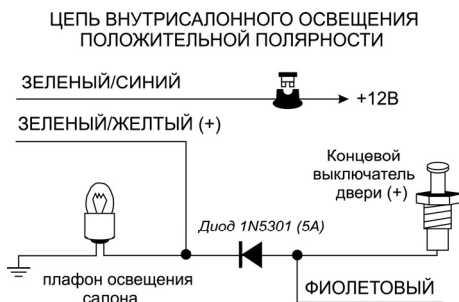 ЦЕПЬ ВНУТРИСАЛОННОГО ОСВЕЩЕНИЯ
ПОЛОЖИТЕЛЬНОЙ ПОЛЯРНОСТИ
ЗЕЛЕНЫЙ/СИНИЙ
+12В
ЗЕЛЕНЫЙ/ЖЕЛТЫЙ (+)
Концевой
выключатель
двери (+)
Диод 1N5301 (5А)
плафон освещения
салона
ФИОЛЕТОВЫЙ